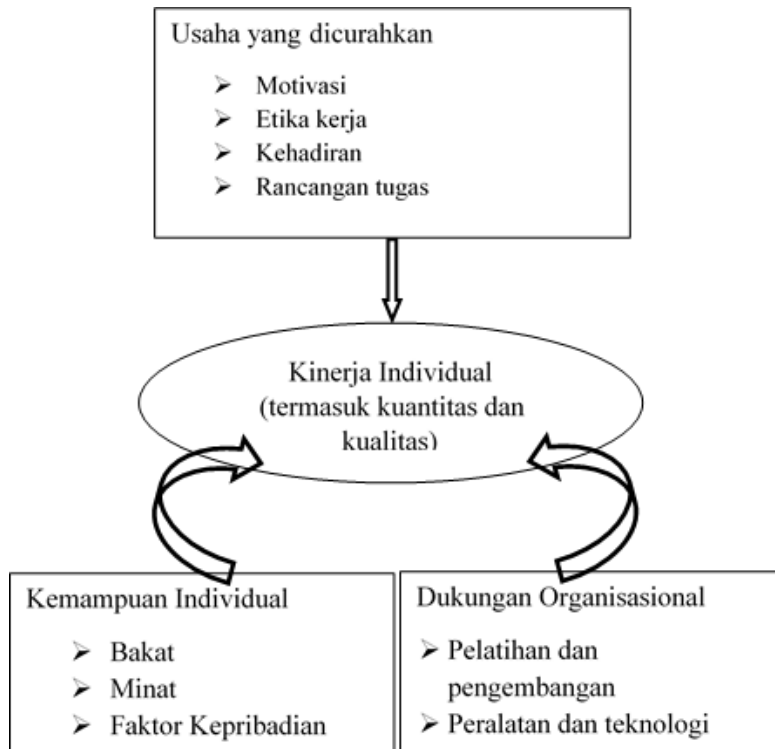 Usaha yang dicurahkan
Motivasi
Etika kerja
Kehadiran
Rancangan tugas
Kinerja Individual
(termasuk kuantitas dan
kualitas)
Kemampuan Individual
Bakat
Minat
Faktor Kepribadian
Dukungan Organisasional
Pelatihan dan
pengembangan
Peralatan dan teknologi